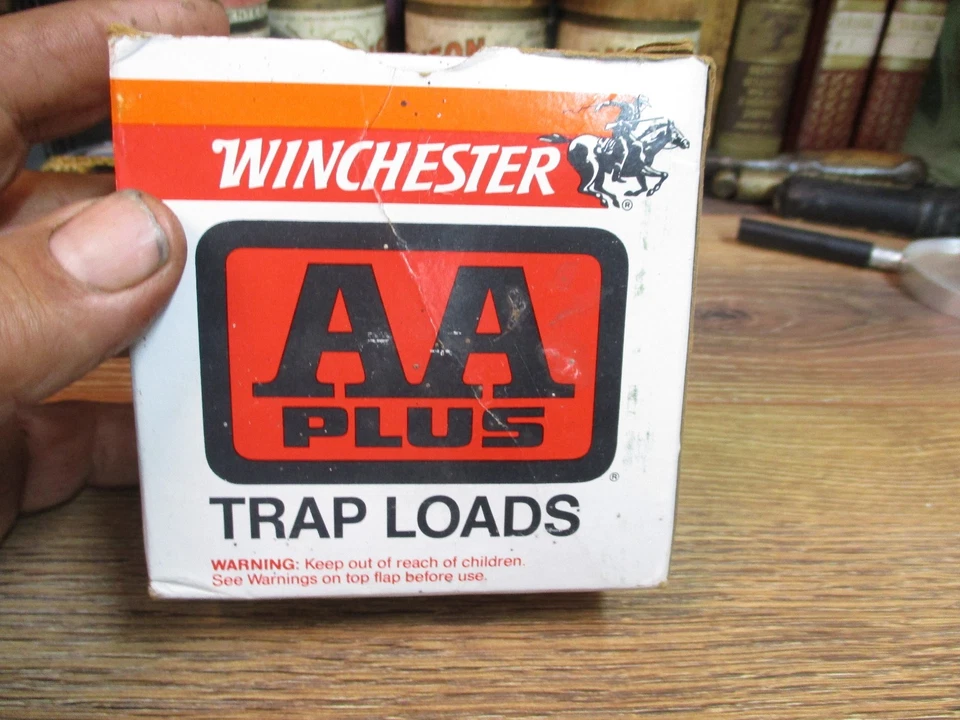 WINCHESTER
®
AA
PLUS
®
TRAP LOADS
WARNING: Keep out of reach of children.
See Warnings on top flap before use.